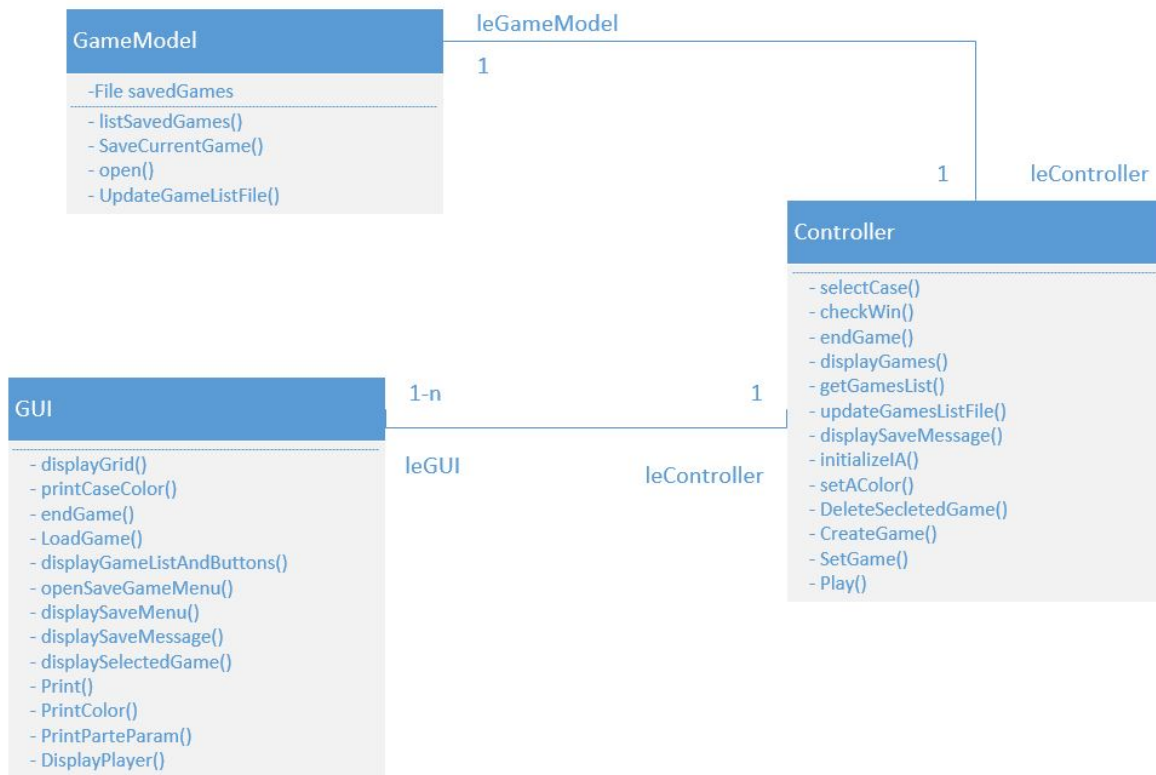 GameModel
-File savedGames
- listSavedGames()
- SaveCurrentGame()
- open()
- UpdateGameListFile()
leGameModel
1
1
leController
Controller
- selectCase()
- checkWin()
- endGame()
- displayGames()
- getGamesList()
- updateGamesListFile()
- displaySaveMessage()
- initializeIA()
- setAColor()
- DeleteSecletedGame()
- CreateGame()
- SetGame()
- Play()
1-n
1
leGUI
leController
GUI
- displayGrid()
- printCaseColor()
- endGame()
- LoadGame()
- displayGameListAndButtons()
- openSaveGameMenu()
- displaySaveMenu()
- displaySaveMessage()
- displaySelectedGame()
- Print()
- PrintColor()
- PrintParteParam()
- DisplayPlayer()